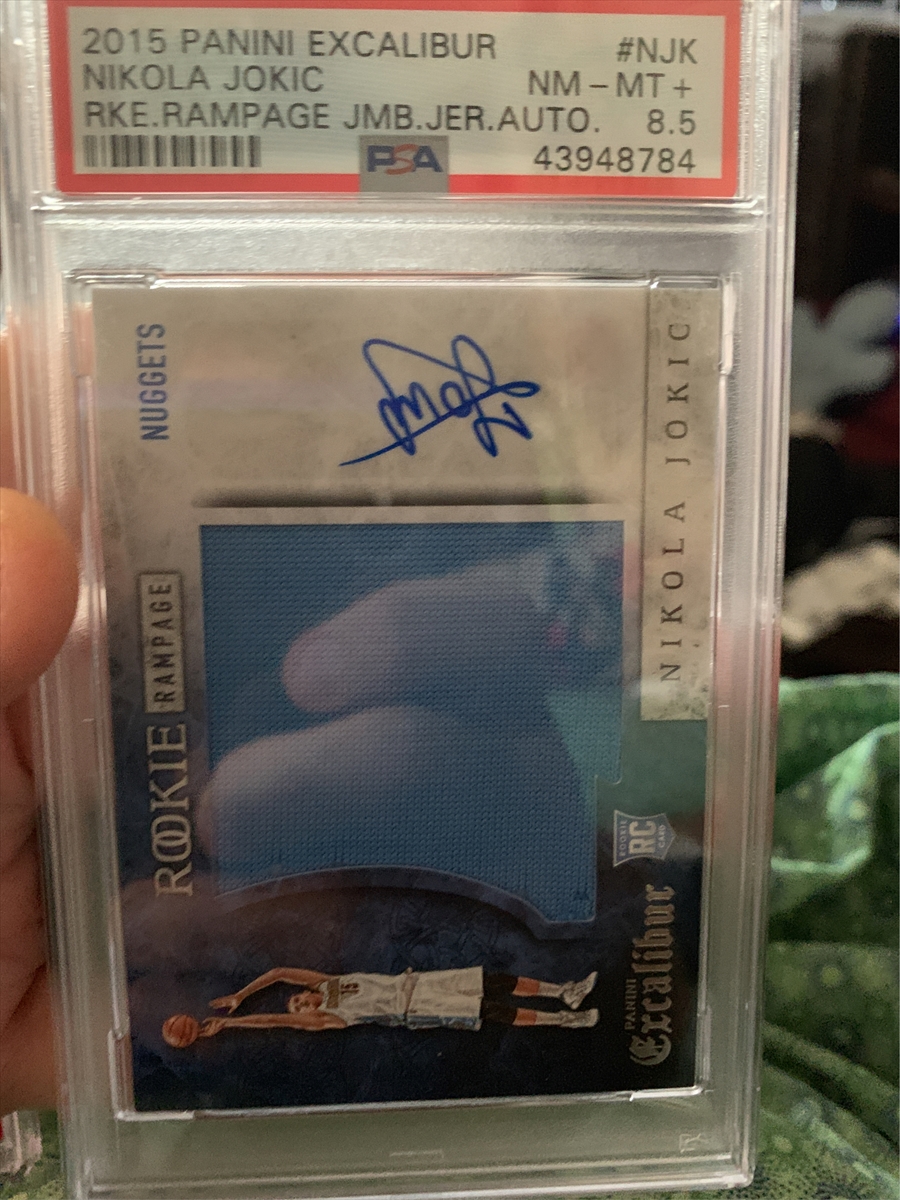 2015 PANINI EXCALIBUR #NJK
NIKOLA JOKIC NM-MT+
RKE.RAMPAGE JMB.JER.AUTO. 8.5
PSA 43948784
NUGGETS
ROOKIE RAMPAGE
NIKOLA JOKIC
ROOKIE
RC
CARD
PANINI
Excalibur
15